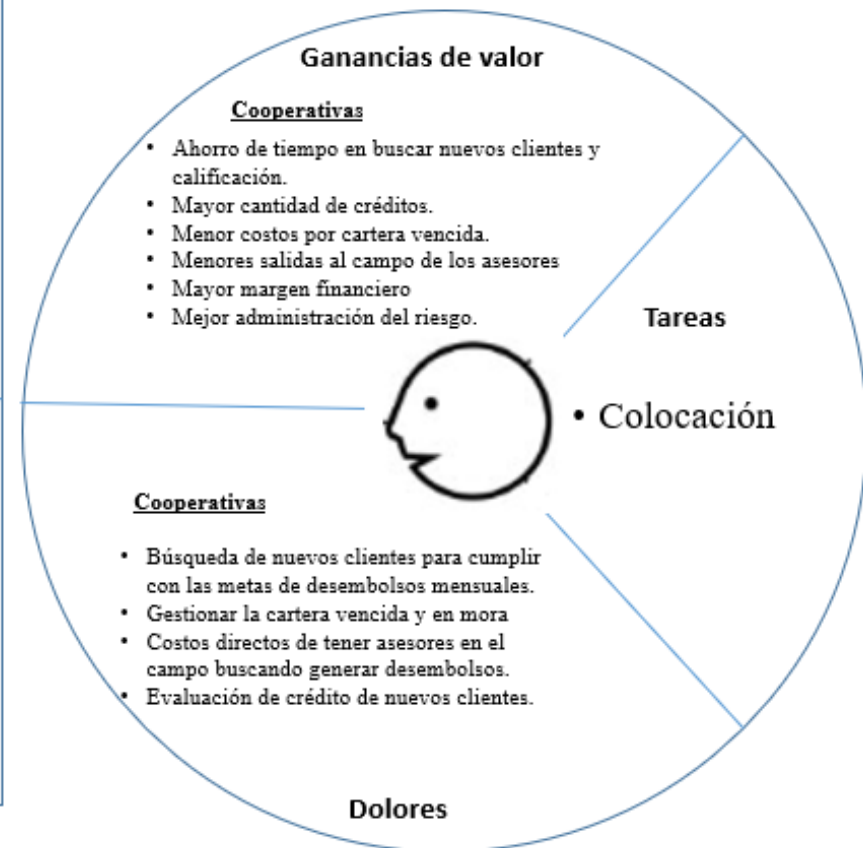 Ganancias de valor
Cooperativas
• Ahorro de tiempo en buscar nuevos clientes y
calificación.
• Mayor cantidad de créditos.
• Menor costos por cartera vencida.
• Menores salidas al campo de los asesores
• Mayor margen financiero
• Mejor administración del riesgo.
Tareas
• Colocación
Cooperativas
• Búsqueda de nuevos clientes para cumplir
con las metas de desembolsos mensuales.
• Gestionar la cartera vencida y en mora
• Costos directos de tener asesores en el
campo buscando generar desembolsos.
• Evaluación de crédito de nuevos clientes.
Dolores